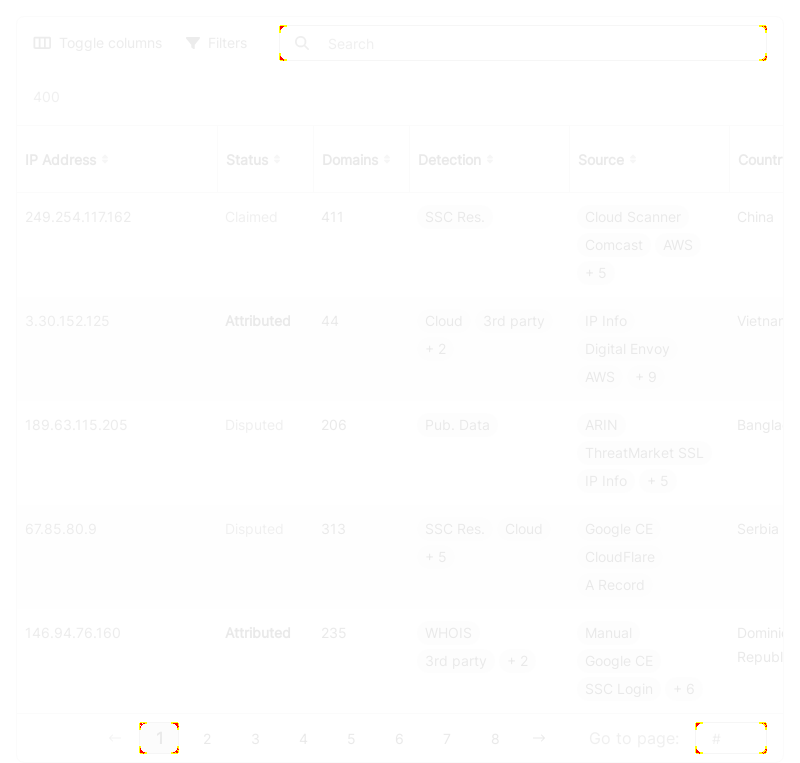 Toggle columns Filters Search
400
IP Address Status Domains Detection Source Countr
249.254.117.162 Claimed 411 SSC Res. Cloud Scanner China
Comcast AWS
+ 5
3.30.152.125 Attributed 44 Cloud 3rd party IP Info Vietnar
+ 2 Digital Envoy
AWS + 9
189.63.115.205 Disputed 206 Pub. Data ARIN Bangla
ThreatMarket SSL
IP Info + 5
67.85.80.9 Disputed 313 SSC Res. Cloud Google CE Serbia
+ 5 CloudFlare
A Record
146.94.76.160 Attributed 235 WHOIS Manual Domini
3rd party + 2 Google CE Republ
SSC Login + 6
← 1 2 3 4 5 6 7 8 → Go to page: #